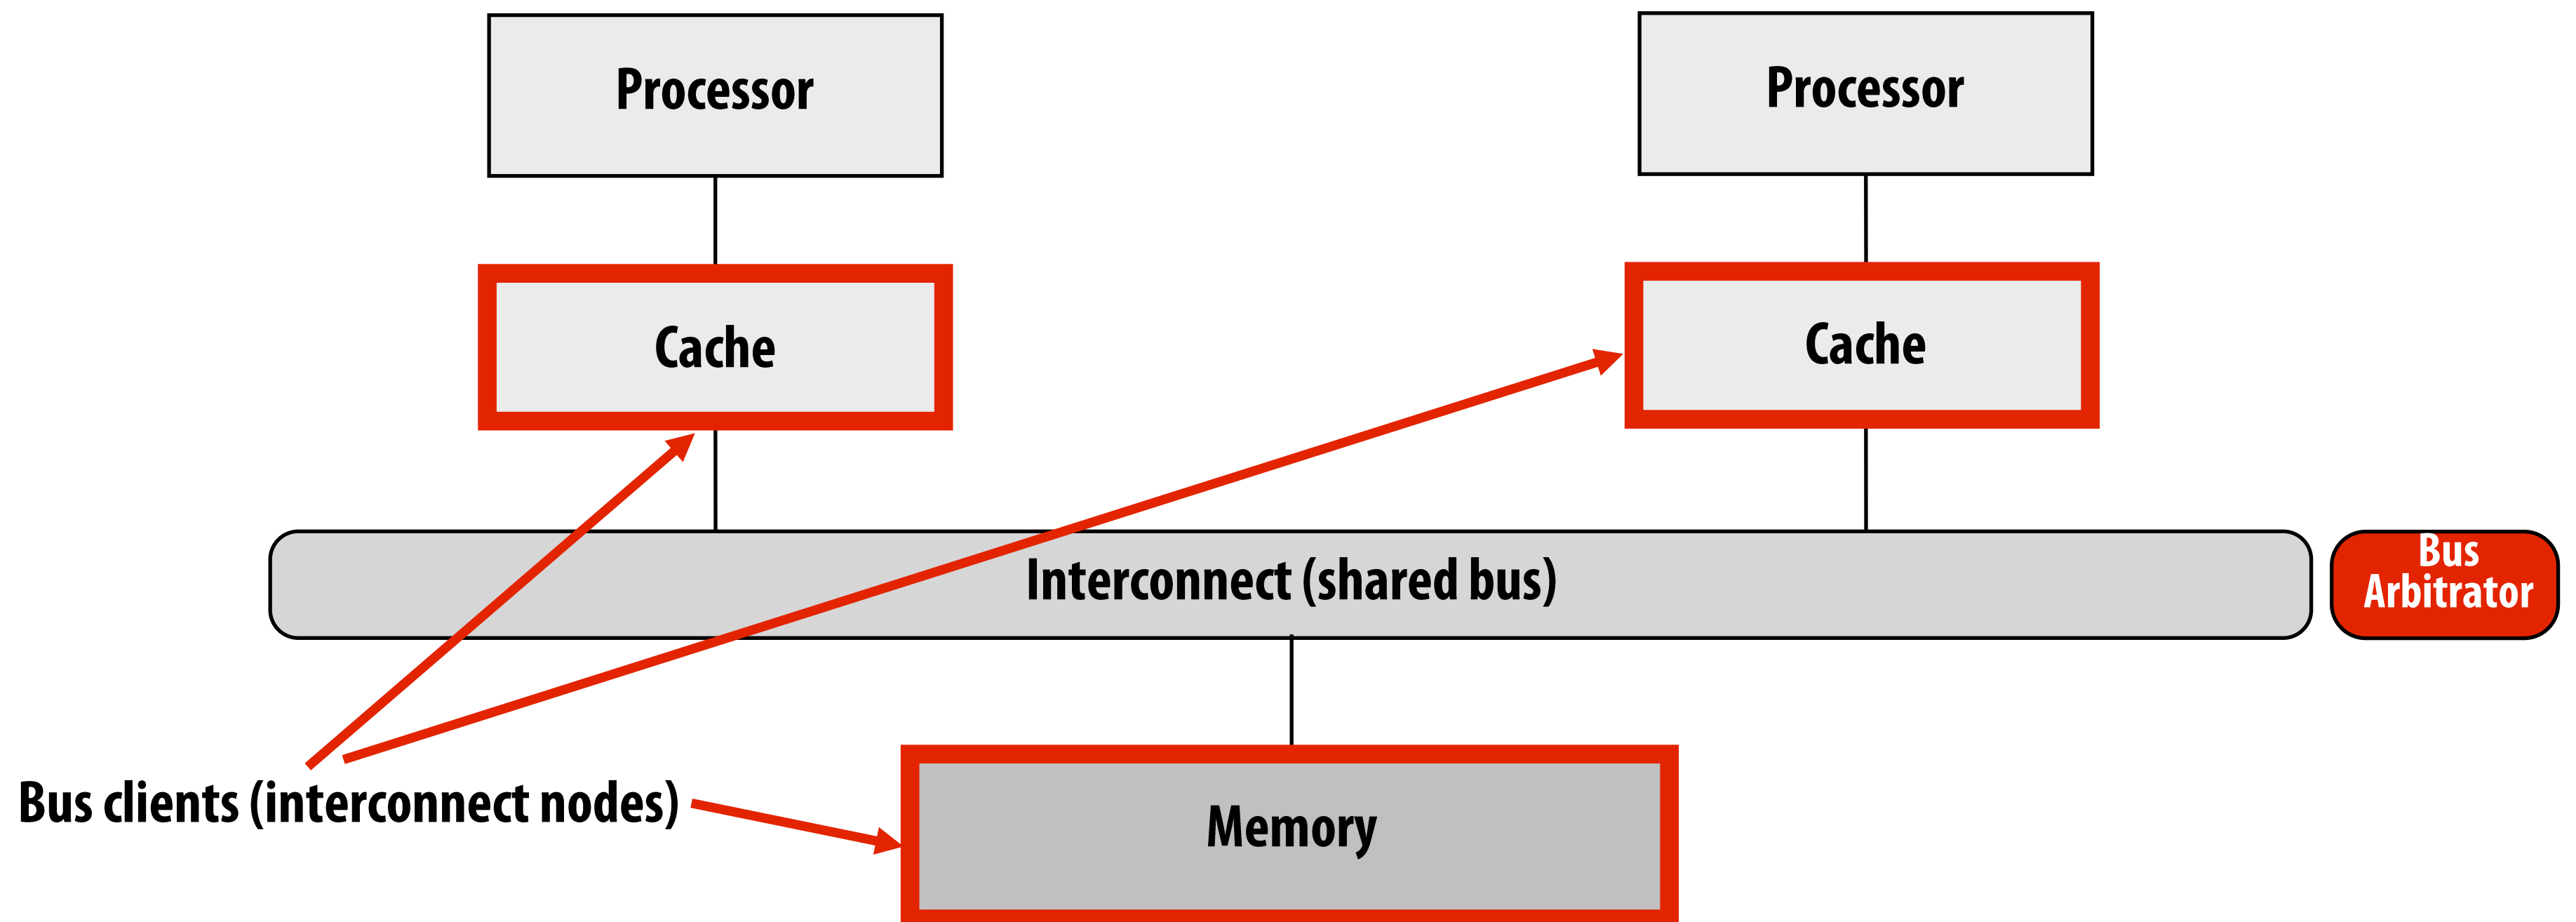 Processor
Processor
Cache
Cache
Interconnect (shared bus)
Bus
Arbitrator
Bus clients (interconnect nodes)
Memory